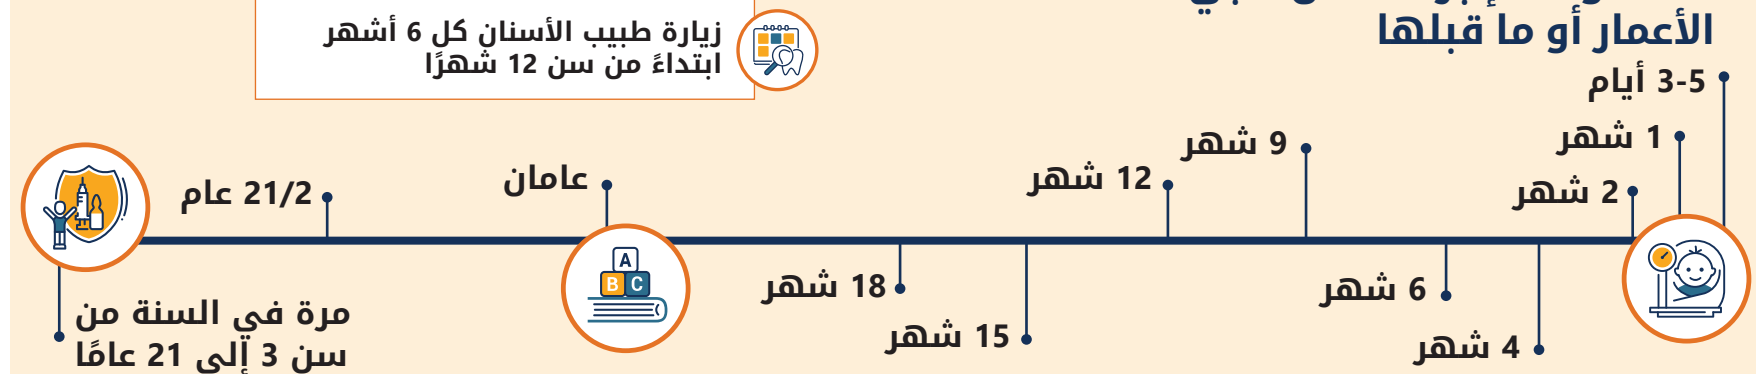 الأعمار أو ما قبلها
زيارة طبيب الأسنان كل 6 أشهر
ابتداءً من سن 12 شهرًا
3-5 أيام
1 شهر
2 شهر
4 شهر
6 شهر
9 شهر
12 شهر
15 شهر
18 شهر
عامان
21/2 عام
مرة في السنة من
سن 3 إلى 21 عامًا
A
B C